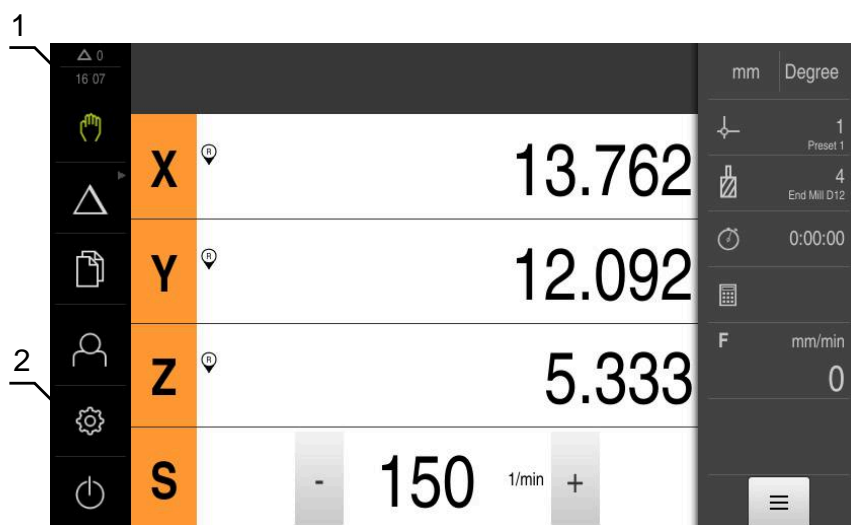 1
△ 0
16 07
mm Degree
1
Preset 1
X R 13.762
4
End Mill D12
0:00:00
Y R 12.092
F mm/min
0
2
Z R 5.333
S - 150 1/min +